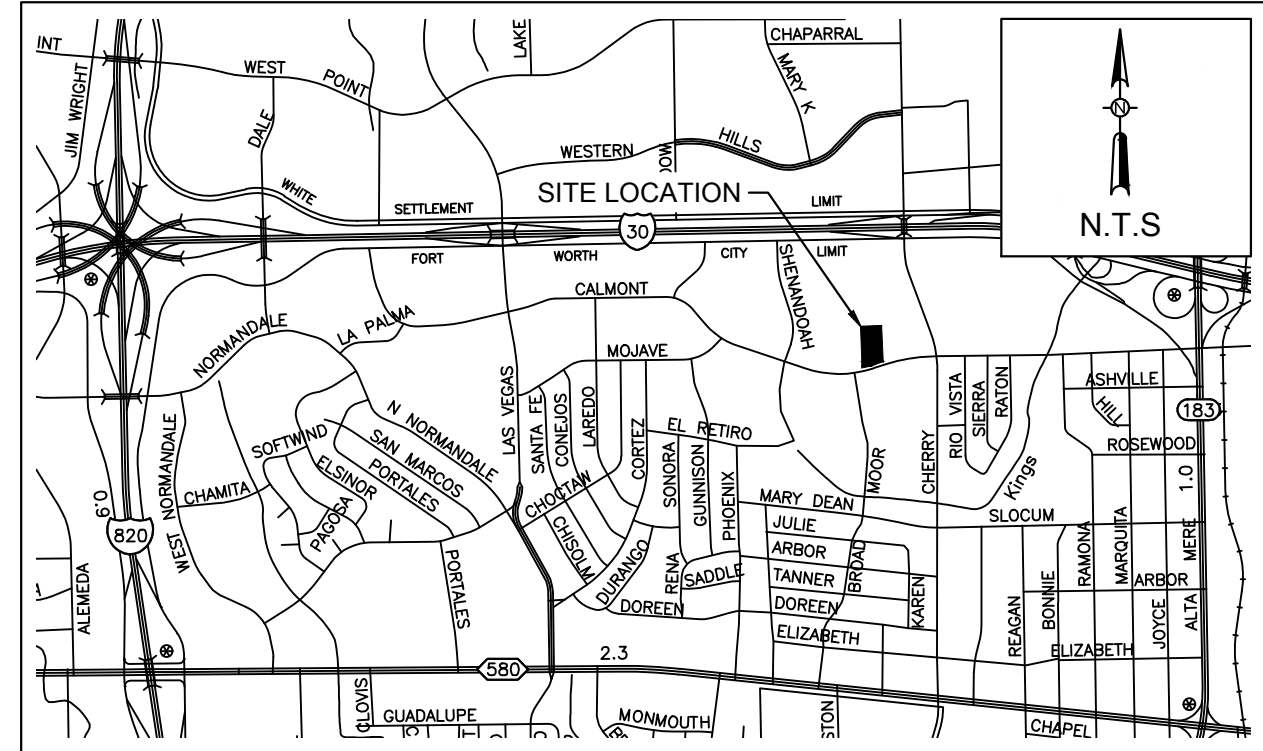 INT
JIM WRIGHT
WEST
POINT
DALE
LAKE
CHAPARRAL
MARY K
N
N.T.S
WESTERN
HILLS
WHITE
SETTLEMENT
SITE LOCATION
LIMIT
30
FORT
WORTH
CITY
LIMIT
SHENANDOAH
CALMONT
LA PALMA
NORMANDALE
MOJAVE
LAS VEGAS
SANTA FE
CONEJOS
LAREDO
CORTEZ
EL RETIRO
SONORA
GUNNISON
PHOENIX
N NORMANDALE
SAN MARCOS
PORTALES
ELSINOR
SOFTWIND
PAGOSA
CHAMITA
WEST NORMANDALE
0.9
820
ALEMEDA
PORTALES
CHOCTAW
CHISOLM
DURANGO
RENA
SADDLE
DOREEN
MARY DEAN
JULIE
ARBOR
TANNER
DOREEN
ELIZABETH
BROAD
MOOR
KAREN
CHERRY
RIO VISTA
SIERRA
RATON
Kings
SLOCUM
ASHVILLE
HILL
ROSEWOOD
183
1.0
RAMONA
MARQUITA
ARBOR
JOYCE
ALTA
MERE
REAGAN
BONNIE
ELIZABETH
580
2.3
CLOVIS
GUADALUPE
MONMOUTH
STON
CHAPEL